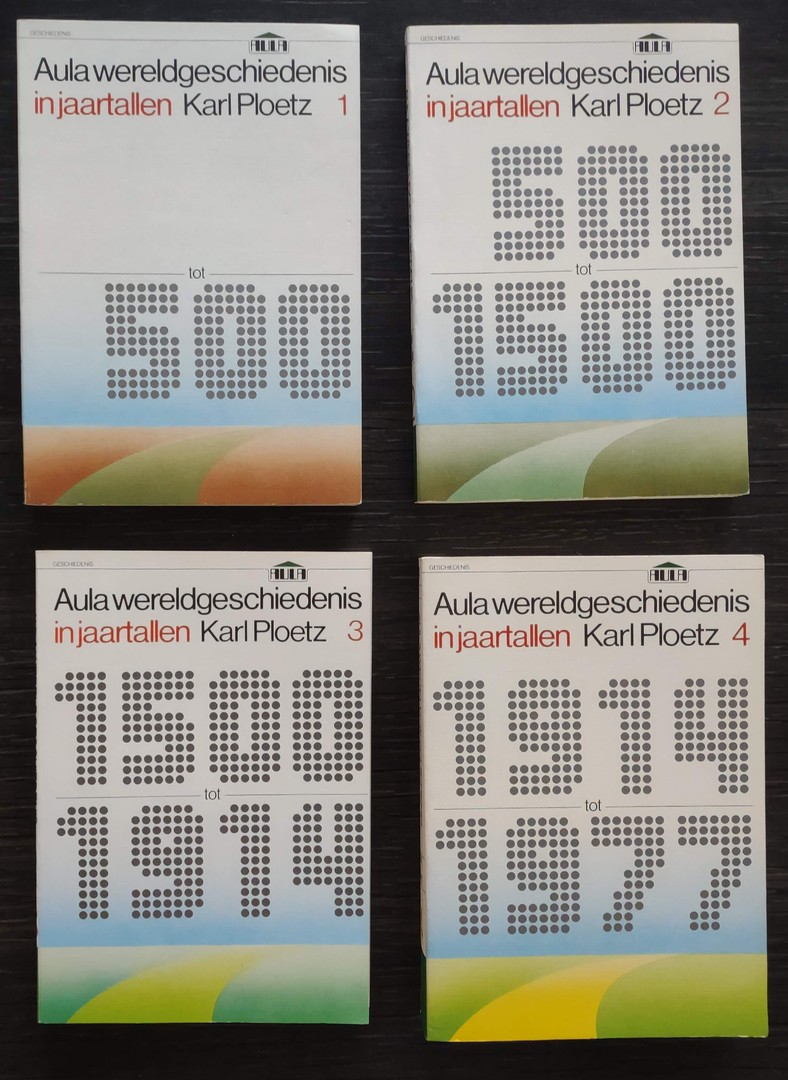 GESCHIEDENIS
AULA
Aula wereldgeschiedenis
in jaartallen Karl Ploetz 1
tot
500
GESCHIEDENIS
AULA
Aula wereldgeschiedenis
in jaartallen Karl Ploetz 2
500
tot
1500
GESCHIEDENIS
AULA
Aula wereldgeschiedenis
in jaartallen Karl Ploetz 3
1500
tot
1914
GESCHIEDENIS
AULA
Aula wereldgeschiedenis
in jaartallen Karl Ploetz 4
1914
tot
1977